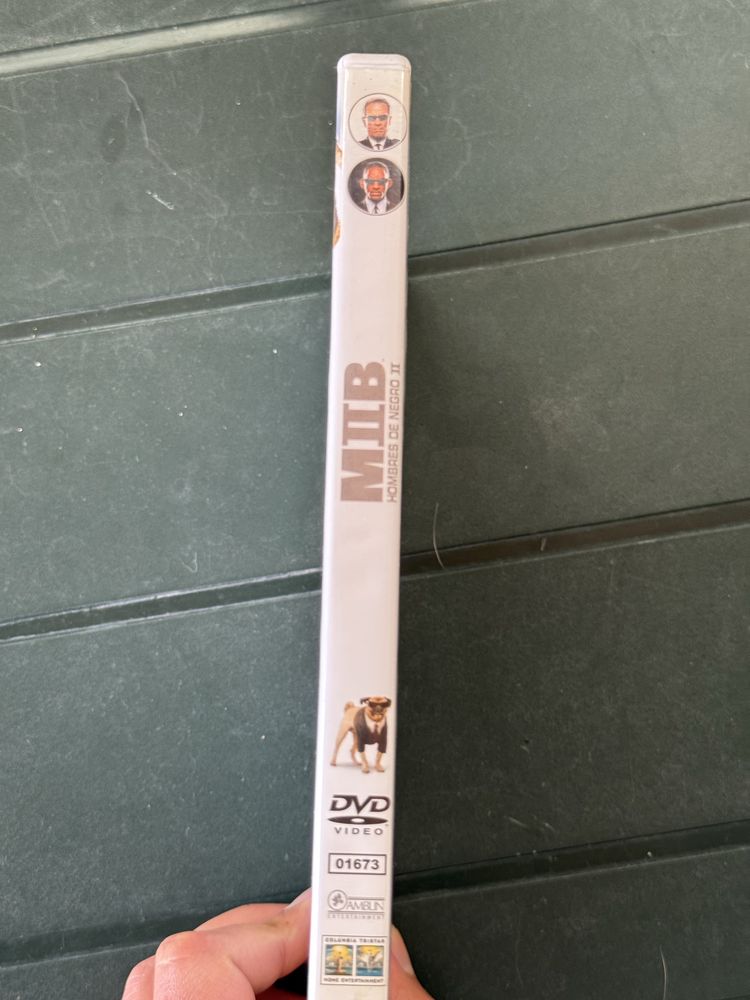 MIIB
HOMBRES DE NEGRO II
DVD
VIDEO
01673
AMBLIN
ENTERTAINMENT
COLUMBIA TRISTAR
HOME ENTERTAINMENT